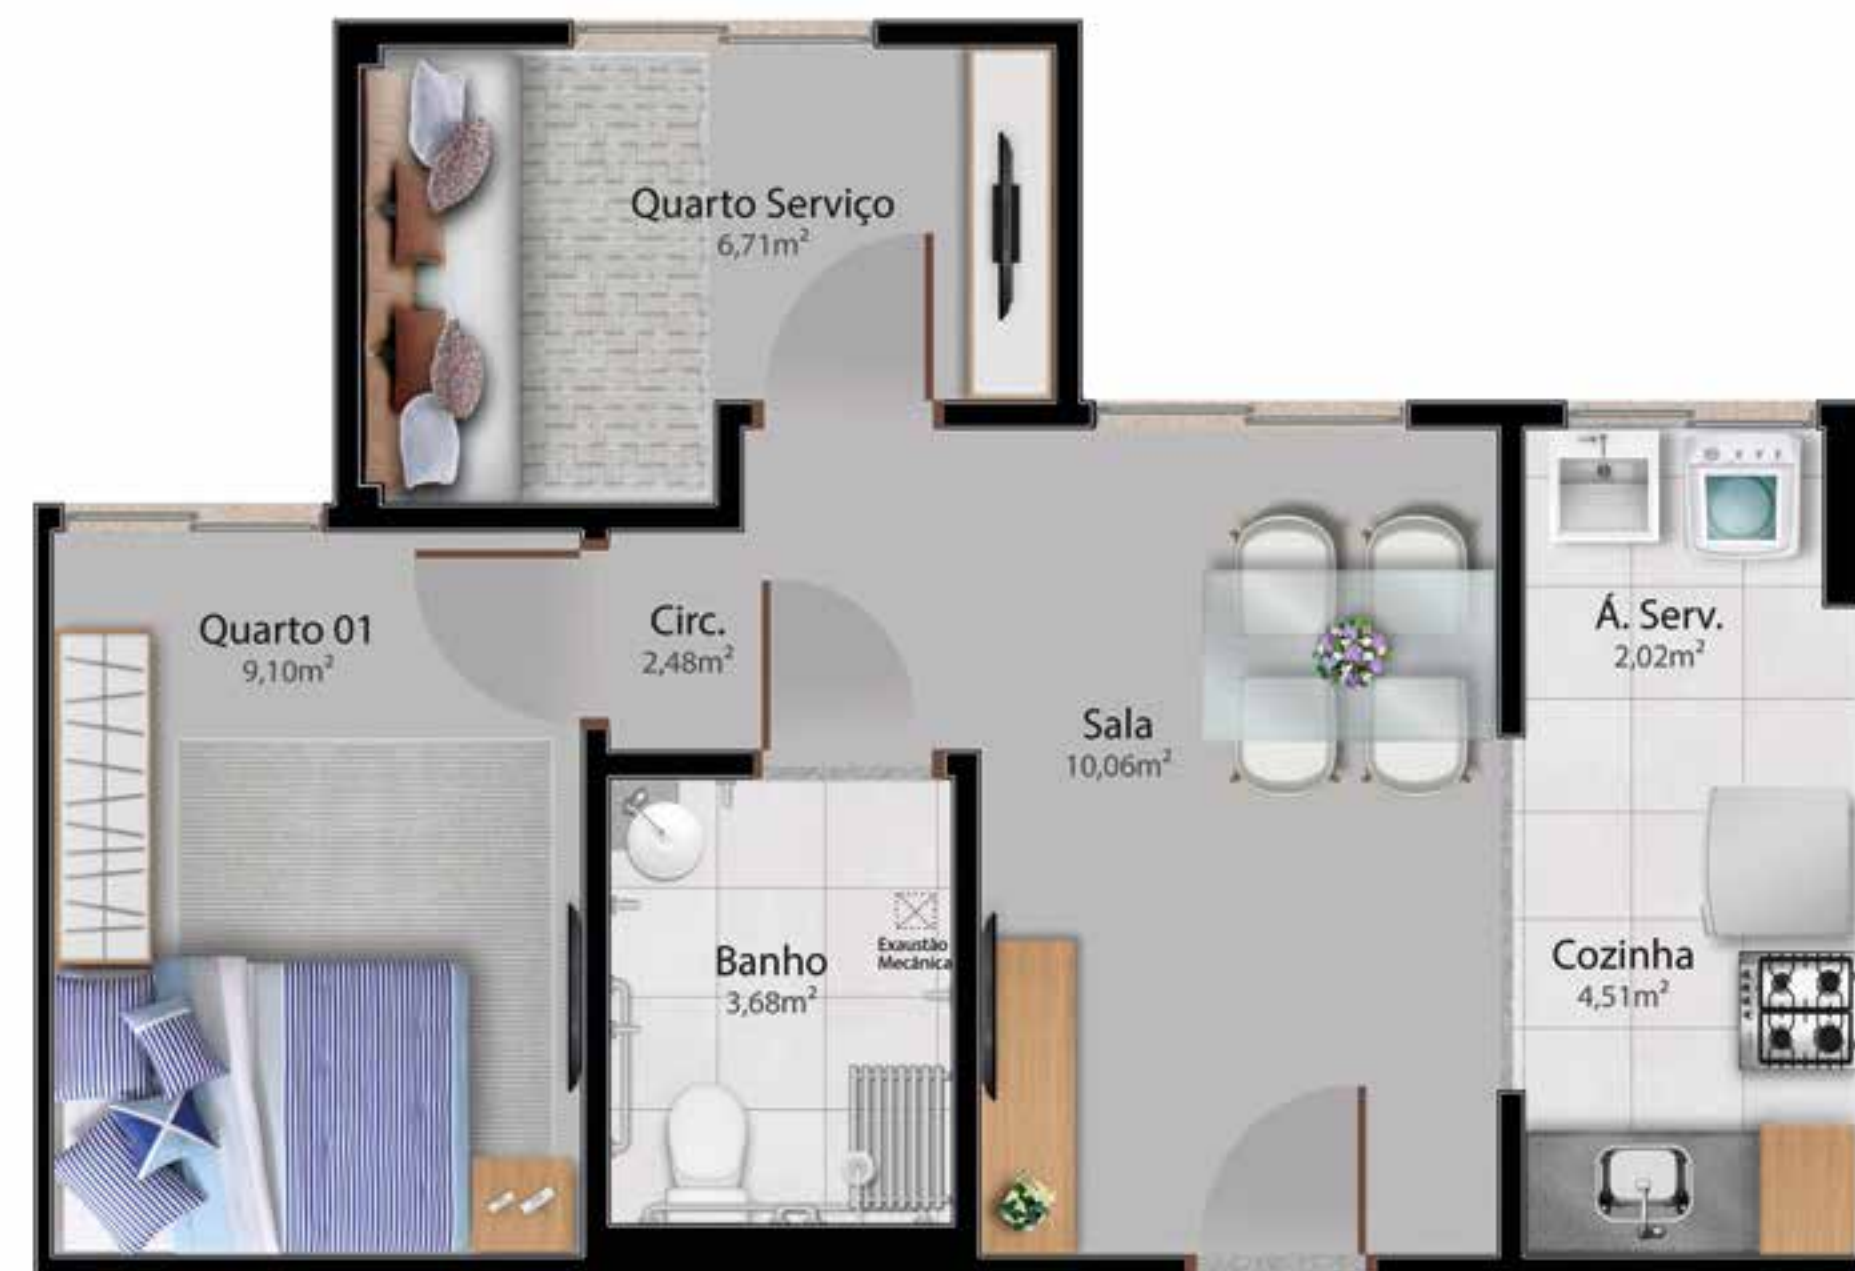 Quarto Serviço
6,71m²
Quarto 01
9,10m²
Circ.
2,48m²
Sala
10,06m²
Á. Serv.
2,02m²
Banho
3,68m²
Exaustão
Mecânica
Cozinha
4,51m²